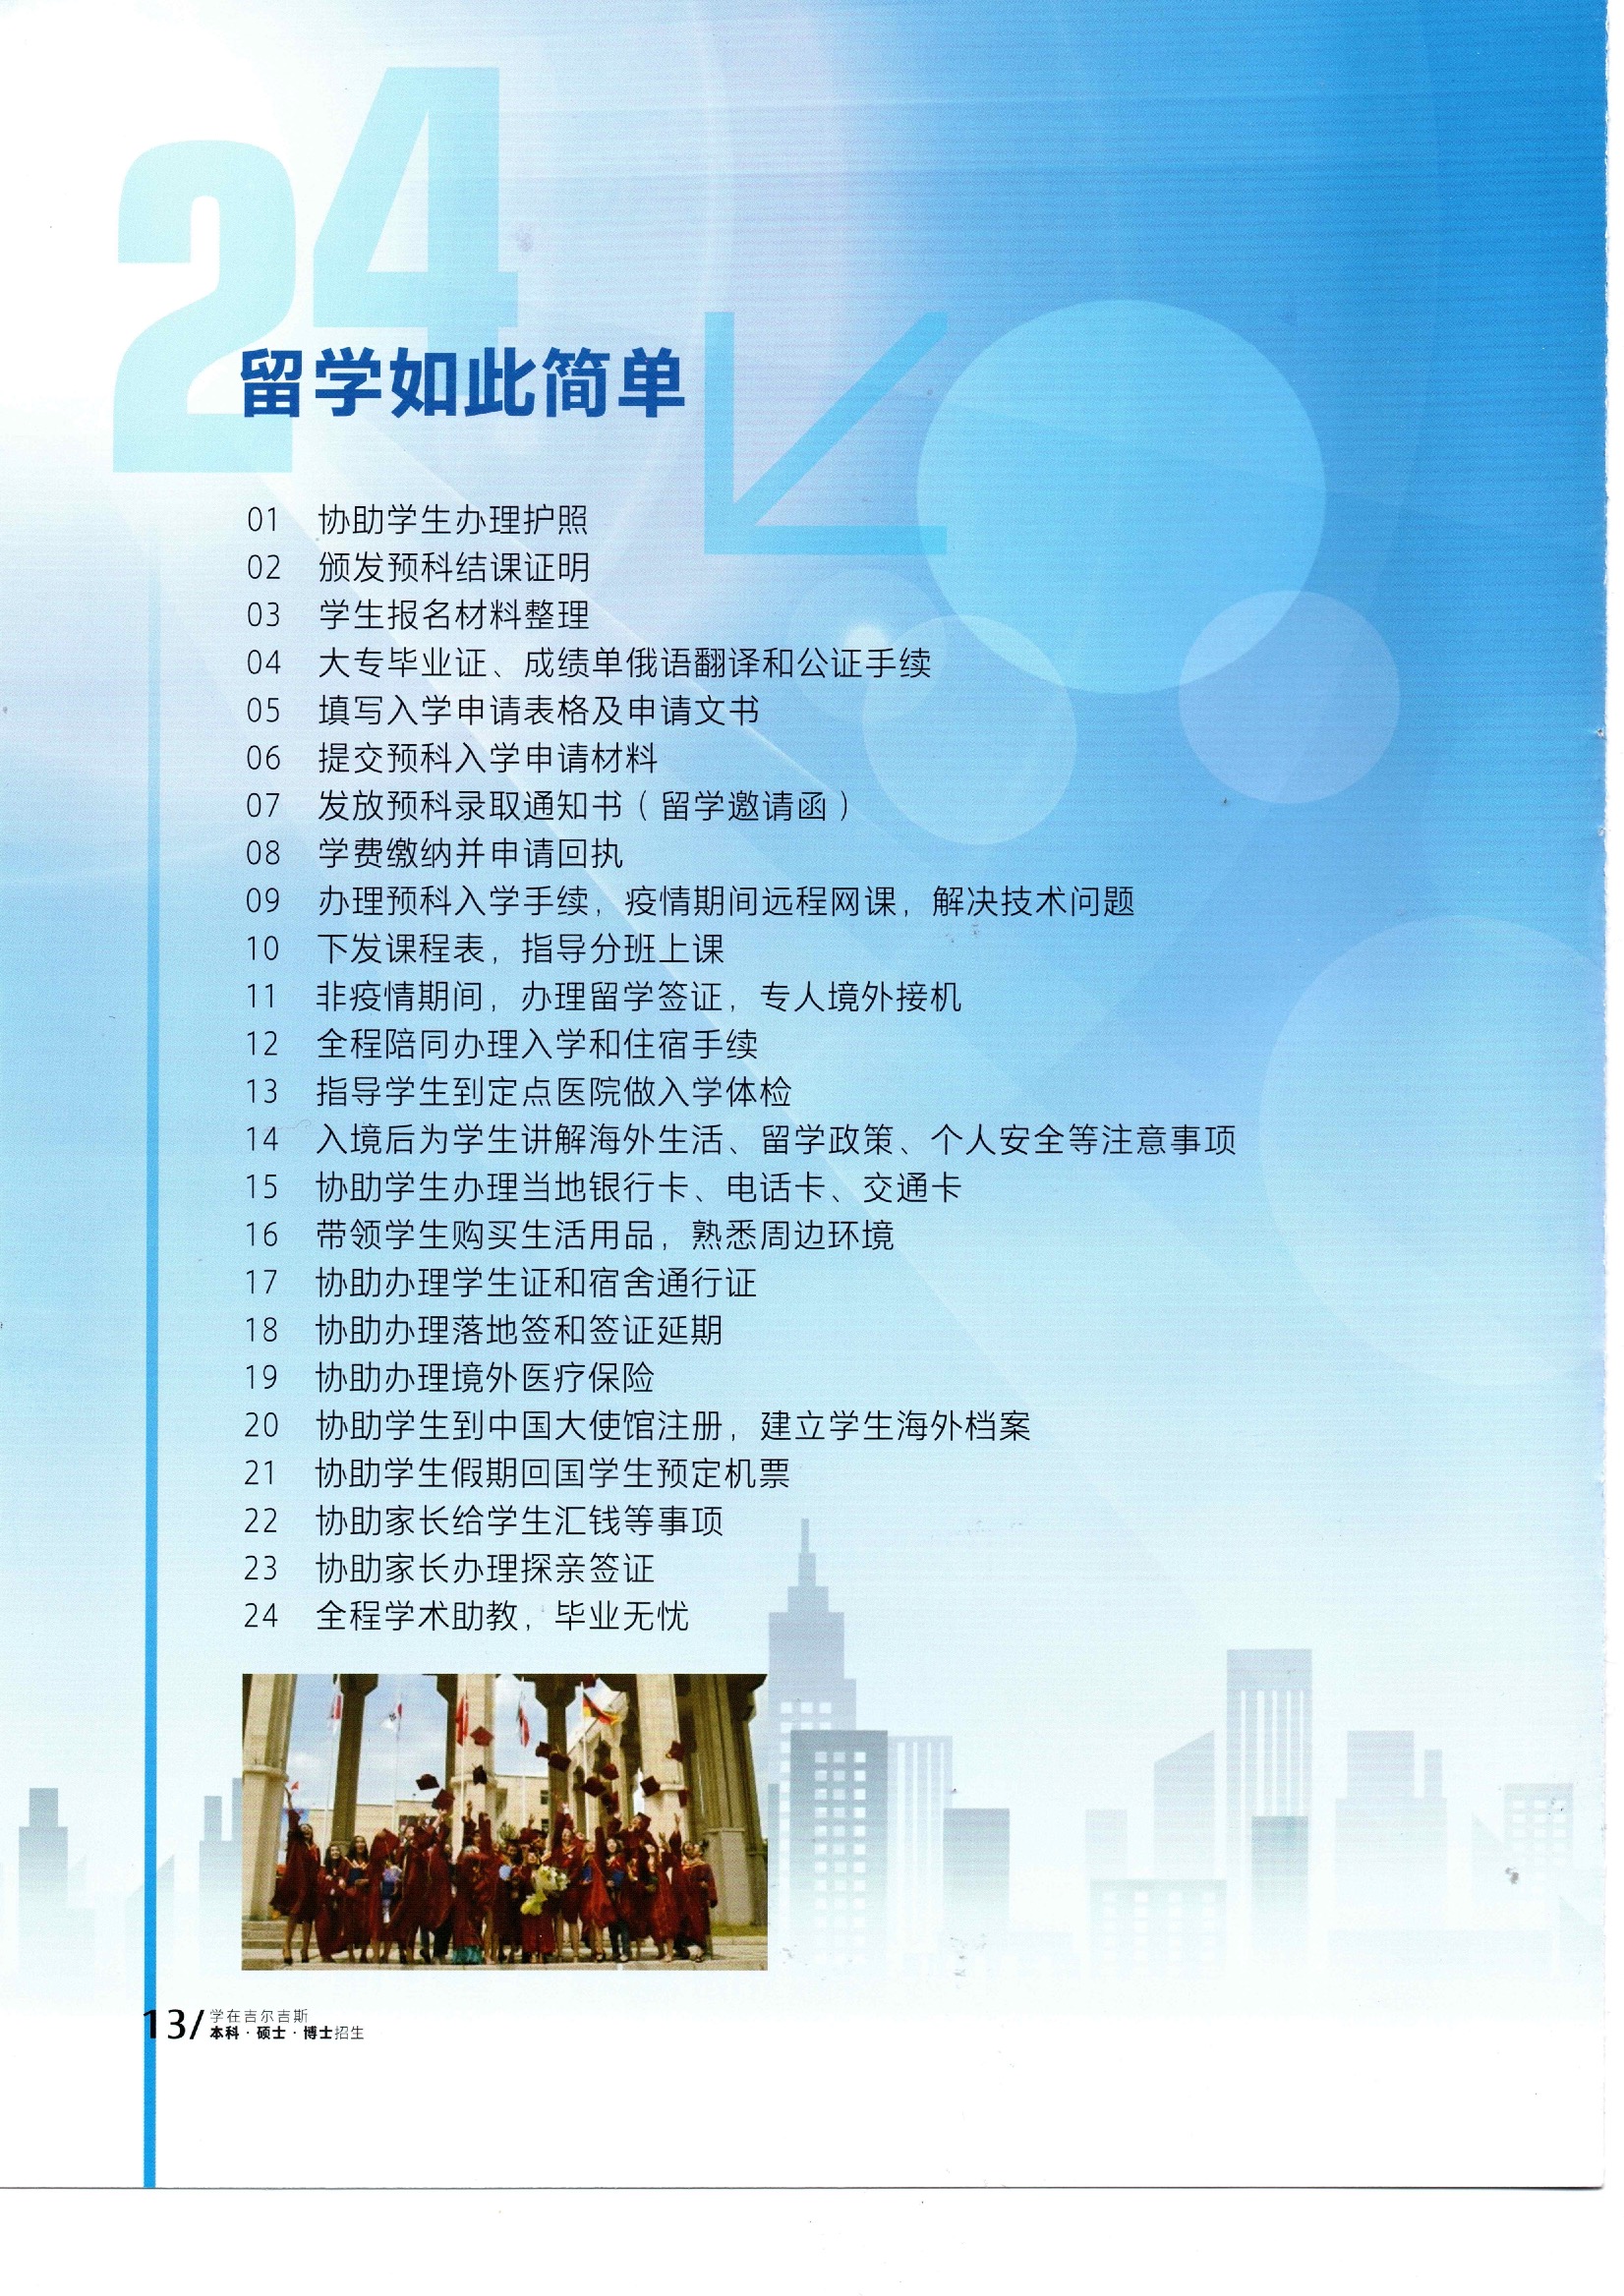 24
留学如此简单
01 协助学生办理护照
02 颁发预科结课证明
03 学生报名材料整理
04 大专毕业证、成绩单俄语翻译和公证手续
05 填写入学申请表格及申请文书
06 提交预科入学申请材料
07 发放预科录取通知书（留学邀请函）
08 学费缴纳并申请回执
09 办理预科入学手续，疫情期间远程网课，解决技术问题
10 下发课程表，指导分班上课
11 非疫情期间，办理留学签证，专人境外接机
12 全程陪同办理入学和住宿手续
13 指导学生到定点医院做入学体检
14 入境后为学生讲解海外生活、留学政策、个人安全等注意事项
15 协助学生办理当地银行卡、电话卡、交通卡
16 带领学生购买生活用品，熟悉周边环境
17 协助办理学生证和宿舍通行证
18 协助办理落地签和签证延期
19 协助办理境外医疗保险
20 协助学生到中国大使馆注册，建立学生海外档案
21 协助学生假期回国学生预定机票
22 协助家长给学生汇钱等事项
23 协助家长办理探亲签证
24 全程学术助教，毕业无忧
13/ 学在吉尔吉斯
本科·硕士·博士招生